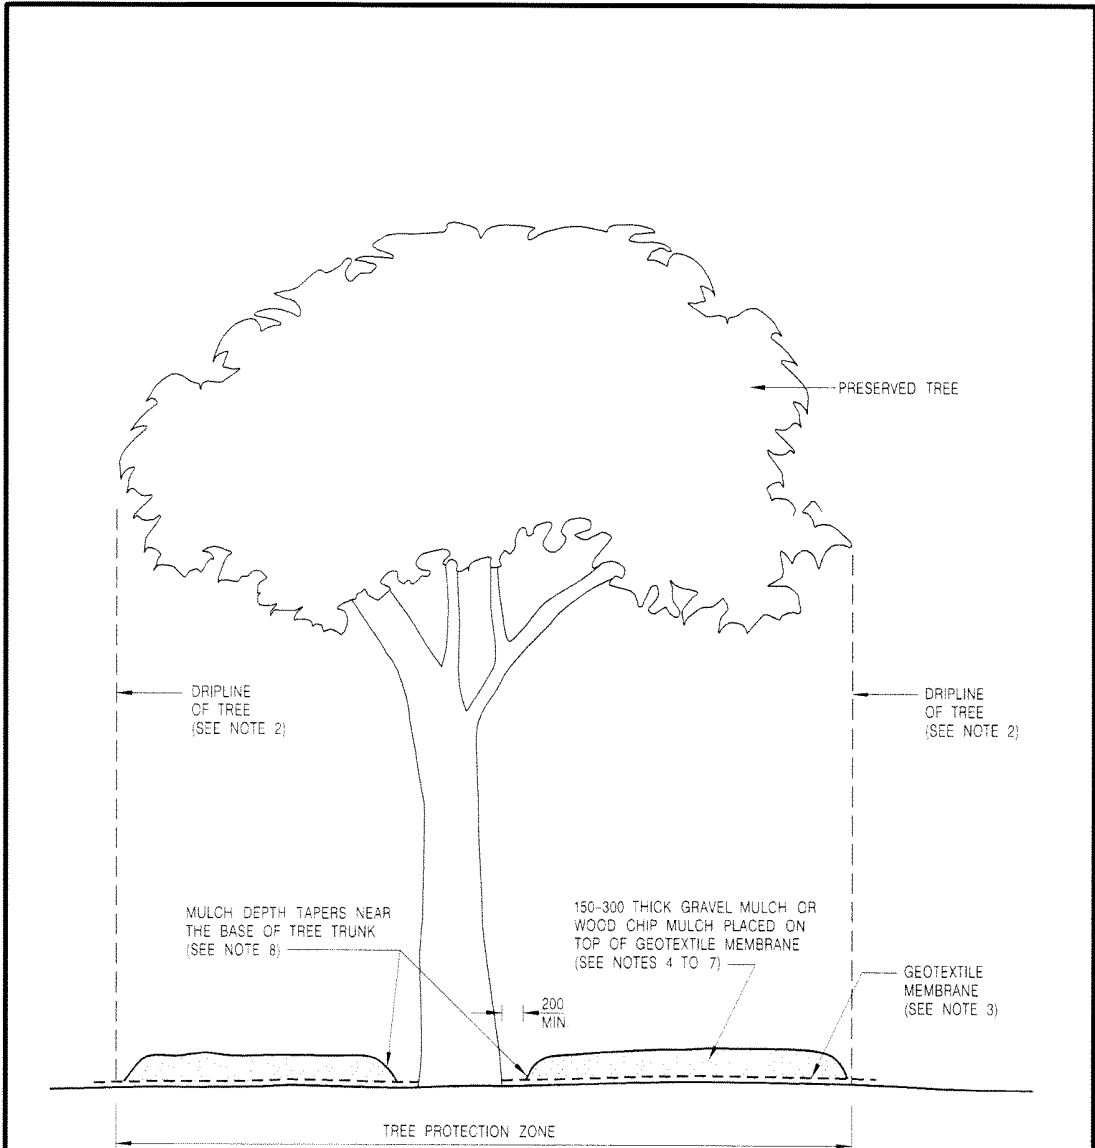 PRESERVED TREE
DRIPLINE
OF TREE
(SEE NOTE 2)
DRIPLINE
OF TREE
(SEE NOTE 2)
MULCH DEPTH TAPERS NEAR
THE BASE OF TREE TRUNK
(SEE NOTE 8)
150-300 THICK GRAVEL MULCH OR
WOOD CHIP MULCH PLACED ON
TOP OF GEOTEXTILE MEMBRANE
(SEE NOTES 4 TO 7)
GEOTEXTILE
MEMBRANE
(SEE NOTE 3)
200
MIN.
TREE PROTECTION ZONE